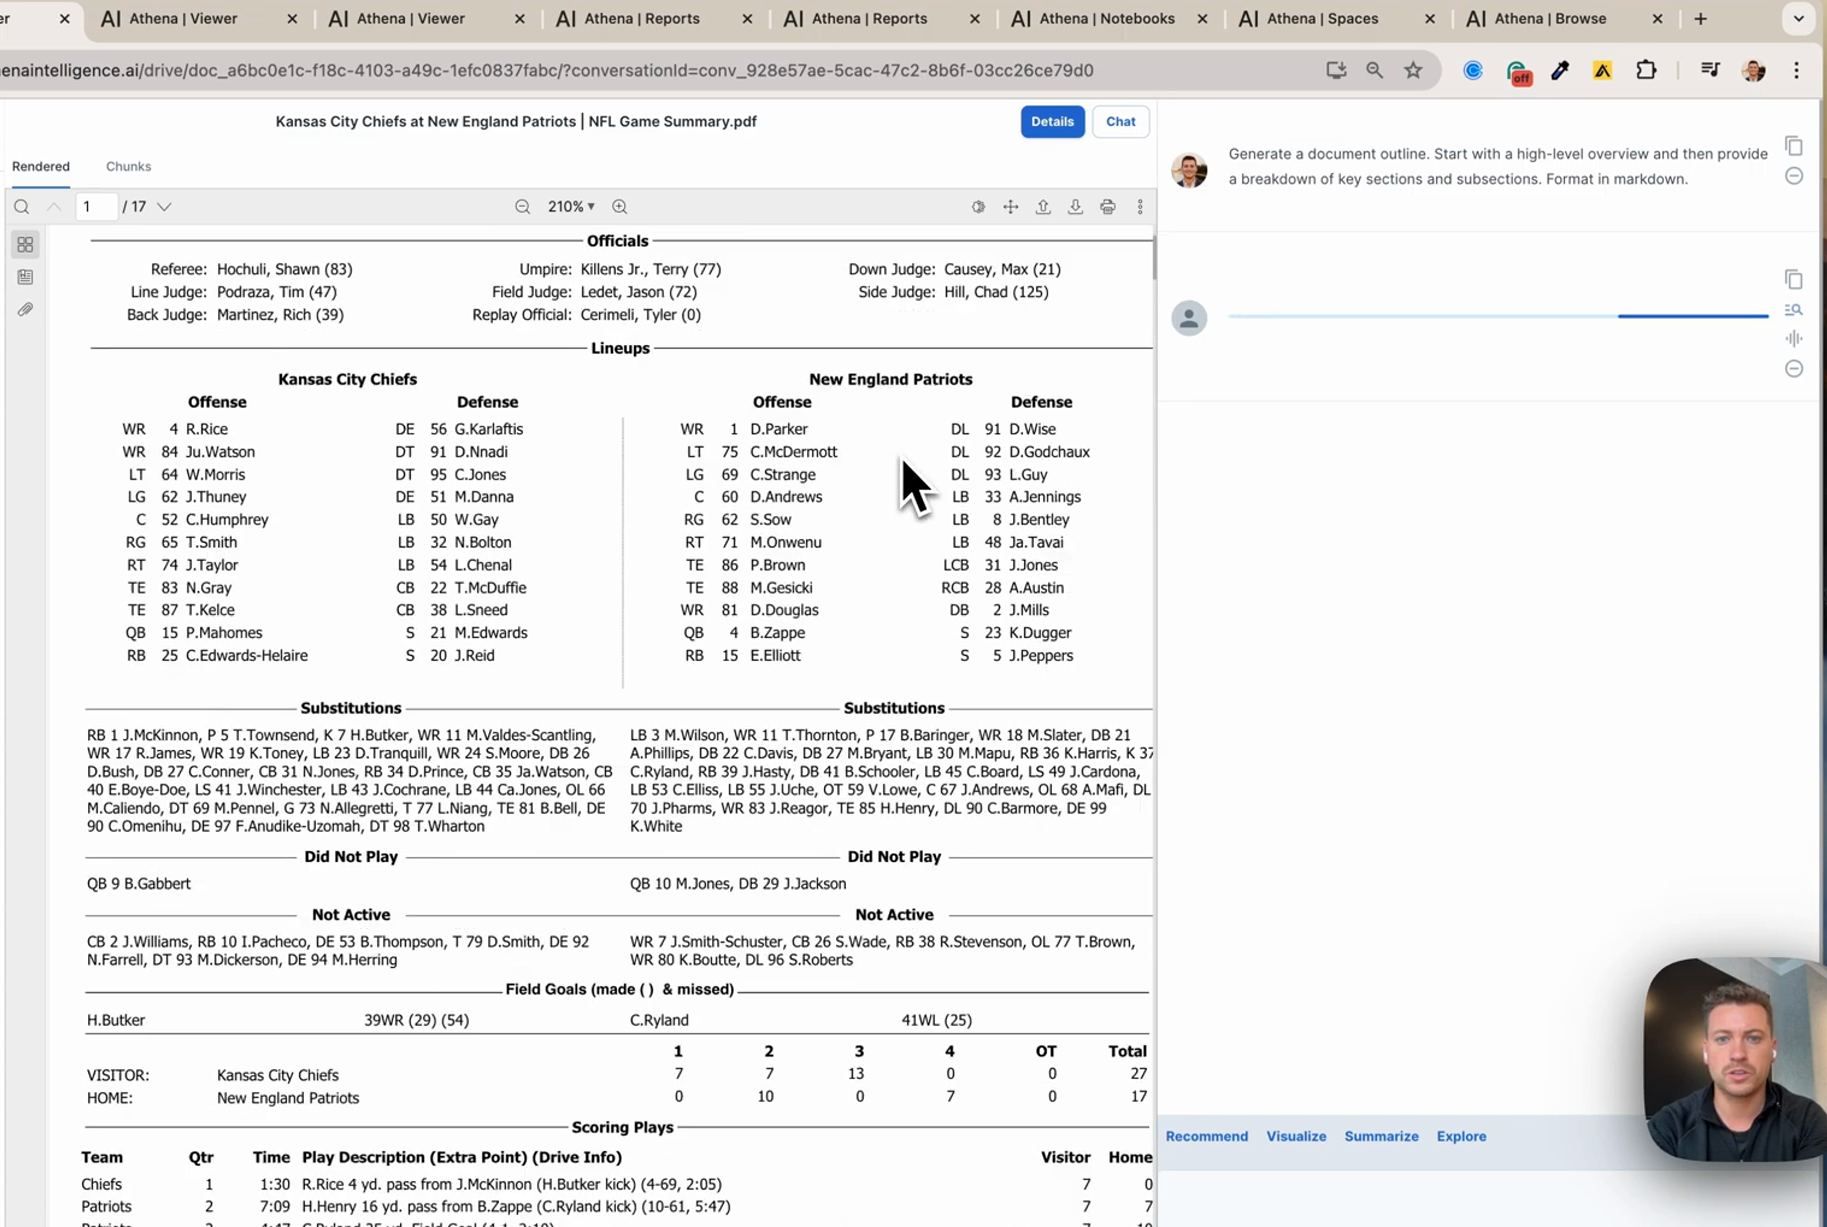 er
AI Athena | Viewer
AI Athena | Viewer
AI Athena | Reports
AI Athena | Reports
AI Athena | Notebooks
AI Athena | Spaces
AI Athena | Browse
enaintelligence.ai/drive/doc_a6bc0e1c-f18c-4103-a49c-1efc0837fabc/?conversationId=conv_928e57ae-5cac-47c2-8b6f-03cc26ce79d0
off
Kansas City Chiefs at New England Patriots | NFL Game Summary.pdf
Details
Chat
Rendered
Chunks
1 / 17
210%
Officials
Referee: Hochuli, Shawn (83) Umpire: Killens Jr., Terry (77) Down Judge: Causey, Max (21)
Line Judge: Podraza, Tim (47) Field Judge: Ledet, Jason (72) Side Judge: Hill, Chad (125)
Back Judge: Martinez, Rich (39) Replay Official: Cerimeli, Tyler (0)
Lineups
Kansas City Chiefs New England Patriots
Offense Defense Offense Defense
WR 4 R.Rice DE 56 G.Karlaftis WR 1 D.Parker DL 91 D.Wise
WR 84 Ju.Watson DT 91 D.Nnadi LT 75 C.McDermott DL 92 D.Godchaux
LT 64 W.Morris DT 95 C.Jones LG 69 C.Strange DL 93 L.Guy
LG 62 J.Thuney DE 51 M.Danna C 60 D.Andrews LB 33 A.Jennings
C 52 C.Humphrey LB 50 W.Gay RG 62 S.Sow LB 8 J.Bentley
RG 65 T.Smith LB 32 N.Bolton RT 71 M.Onwenu LB 48 Ja.Tavai
RT 74 J.Taylor LB 54 L.Chenal TE 86 P.Brown LCB 31 J.Jones
TE 83 N.Gray CB 22 T.McDuffie TE 88 M.Gesicki RCB 28 A.Austin
TE 87 T.Kelce CB 38 L.Sneed WR 81 D.Douglas DB 2 J.Mills
QB 15 P.Mahomes S 21 M.Edwards QB 4 B.Zappe S 23 K.Dugger
RB 25 C.Edwards-Helaire S 20 J.Reid RB 15 E.Elliott S 5 J.Peppers
Substitutions
RB 1 J.McKinnon, P 5 T.Townsend, K 7 H.Butker, WR 11 M.Valdes-Scantling,
WR 17 R.James, WR 19 K.Toney, LB 23 D.Tranquill, WR 24 S.Moore, DB 26
D.Bush, DB 27 C.Conner, CB 31 N.Jones, RB 34 D.Prince, CB 35 Ja.Watson, CB
40 E.Boye-Doe, LS 41 J.Winchester, LB 43 J.Cochrane, LB 44 Ca.Jones, OL 66
M.Caliendo, DT 69 M.Pennel, G 73 N.Allegretti, T 77 L.Niang, TE 81 B.Bell, DE
90 C.Omenihu, DE 97 F.Anudike-Uzomah, DT 98 T.Wharton
Substitutions
LB 3 M.Wilson, WR 11 T.Thornton, P 17 B.Baringer, WR 18 M.Slater, DB 21
A.Phillips, DB 22 C.Davis, DB 27 M.Bryant, LB 30 M.Mapu, RB 36 K.Harris, K 37
C.Ryland, RB 39 J.Hasty, DB 41 B.Schooler, LB 45 C.Board, LS 49 J.Cardona,
LB 53 C.Elliss, LB 55 J.Uche, OT 59 V.Lowe, C 67 J.Andrews, OL 68 A.Mafi, DL
70 J.Pharms, WR 83 J.Reagor, TE 85 H.Henry, DL 90 C.Barmore, DE 99
K.White
Did Not Play
QB 9 B.Gabbert
Did Not Play
QB 10 M.Jones, DB 29 J.Jackson
Not Active
CB 2 J.Williams, RB 10 I.Pacheco, DE 53 B.Thompson, T 79 D.Smith, DE 92
N.Farrell, DT 93 M.Dickerson, DE 94 M.Herring
Not Active
WR 7 J.Smith-Schuster, CB 26 S.Wade, RB 38 R.Stevenson, OL 77 T.Brown,
WR 80 K.Boutte, DL 96 S.Roberts
Field Goals (made ( ) & missed)
H.Butker 39WR (29) (54) C.Ryland 41WL (25)
1 2 3 4 OT Total
VISITOR: Kansas City Chiefs 7 7 13 0 0 27
HOME: New England Patriots 0 10 0 7 0 17
Scoring Plays
Team Qtr Time Play Description (Extra Point) (Drive Info) Visitor Home
Chiefs 1 1:30 R.Rice 4 yd. pass from J.McKinnon (H.Butker kick) (4-69, 2:05) 7 0
Patriots 2 7:09 H.Henry 16 yd. pass from B.Zappe (C.Ryland kick) (10-61, 5:47) 7 7
Generate a document outline. Start with a high-level overview and then provide
a breakdown of key sections and subsections. Format in markdown.
Recommend
Visualize
Summarize
Explore